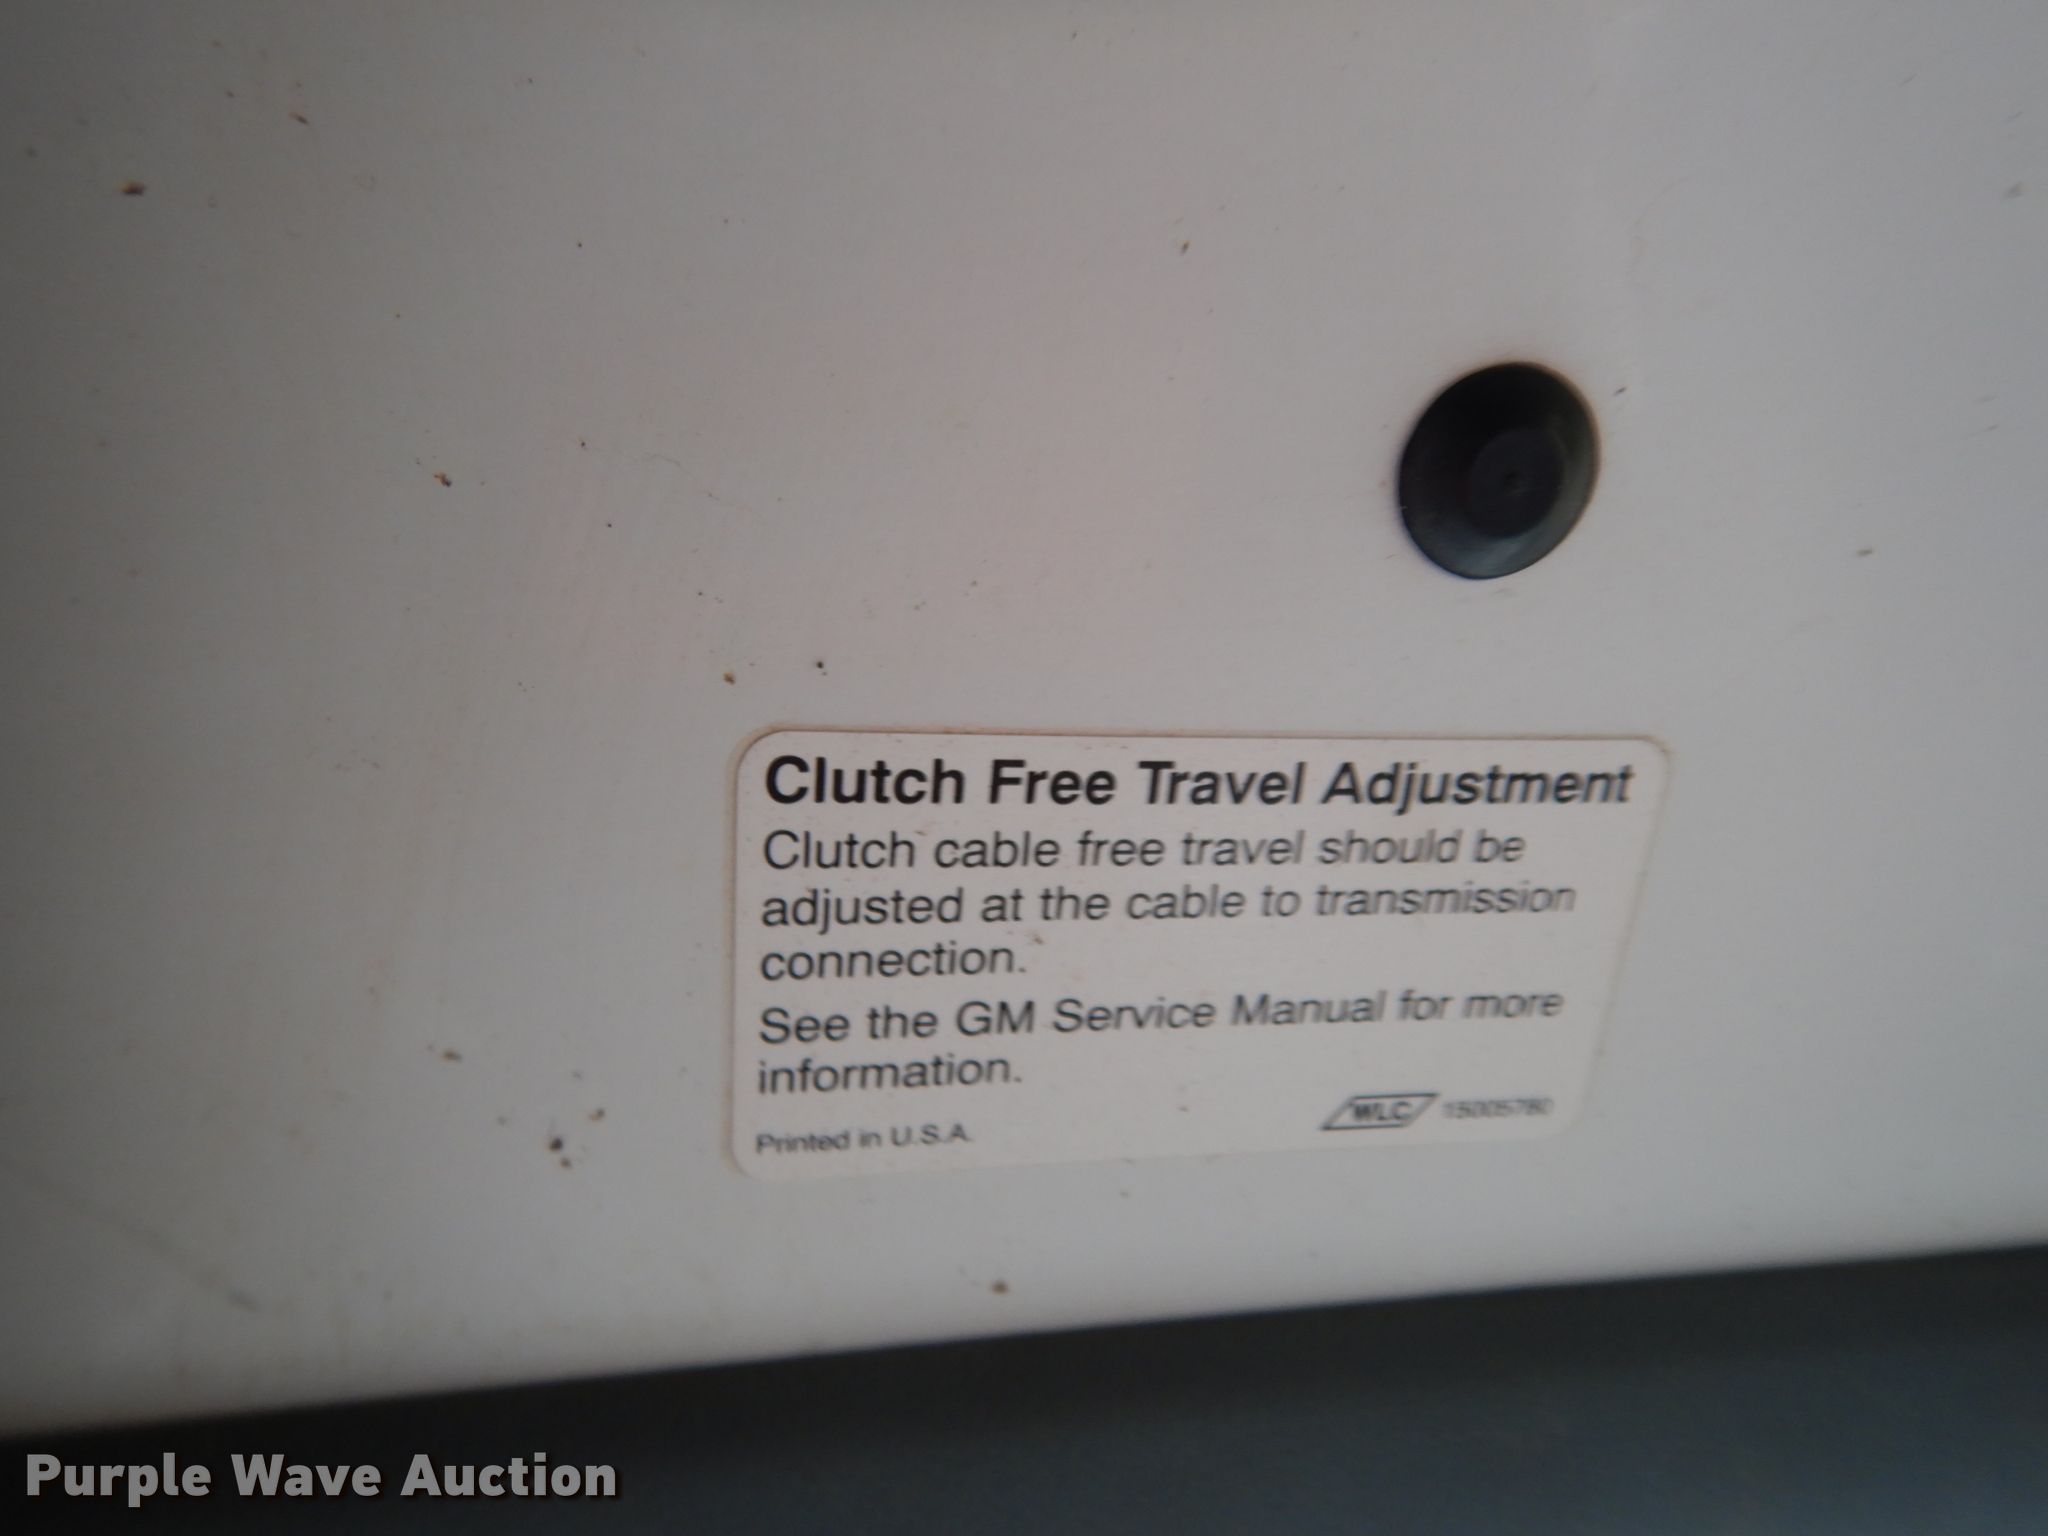 Clutch Free Travel Adjustment
Clutch cable free travel should be
adjusted at the cable to transmission
connection.
See the GM Service Manual for more
information.
Printed in U.S.A.
WLC 15005780
Purple Wave Auction